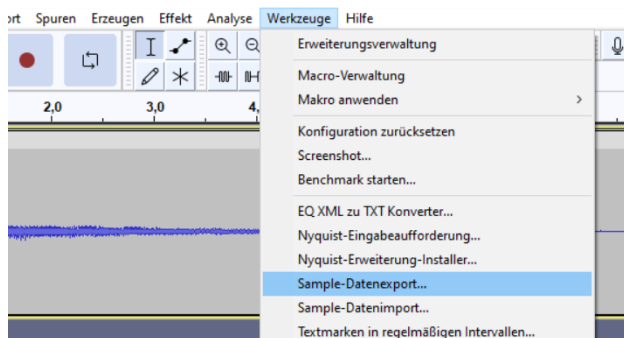 ort Spuren Erzeugen Effekt Analyse Werkzeuge Hilfe
Erweiterungsverwaltung
Macro-Verwaltung
Makro anwenden
2,0 3,0 4,
Konfiguration zurücksetzen
Screenshot...
Benchmark starten...
EQ XML zu TXT Konverter...
Nyquist-Eingabeaufforderung...
Nyquist-Erweiterung-Installer...
Sample-Datenexport...
Sample-Datenimport...
Textmarken in regelmäßigen Intervallen...